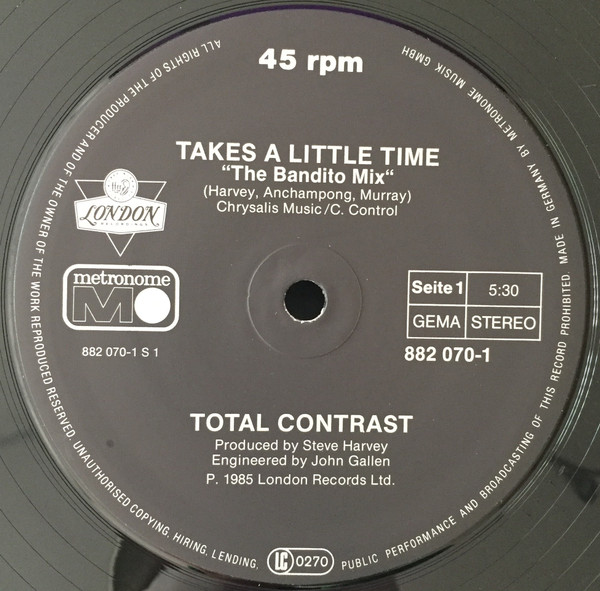 45 rpm
TAKES A LITTLE TIME
"The Bandito Mix"
(Harvey, Anchampong, Murray)
Chrysalis Music/C. Control
LONDON
RECORDINGS
metronome
M
882 070-1 S 1
Seite 1 5:30
GEMA STEREO
882 070-1
TOTAL CONTRAST
Produced by Steve Harvey
Engineered by John Gallen
P. 1985 London Records Ltd.
LC 0270
ALL RIGHTS OF THE PRODUCER AND OF THE OWNER OF THE WORK REPRODUCED RESERVED. UNAUTHORISED COPYING, HIRING, LENDING, PUBLIC PERFORMANCE AND BROADCASTING OF THIS RECORD PROHIBITED. MADE IN GERMANY BY METRONOME MUSIK GMBH